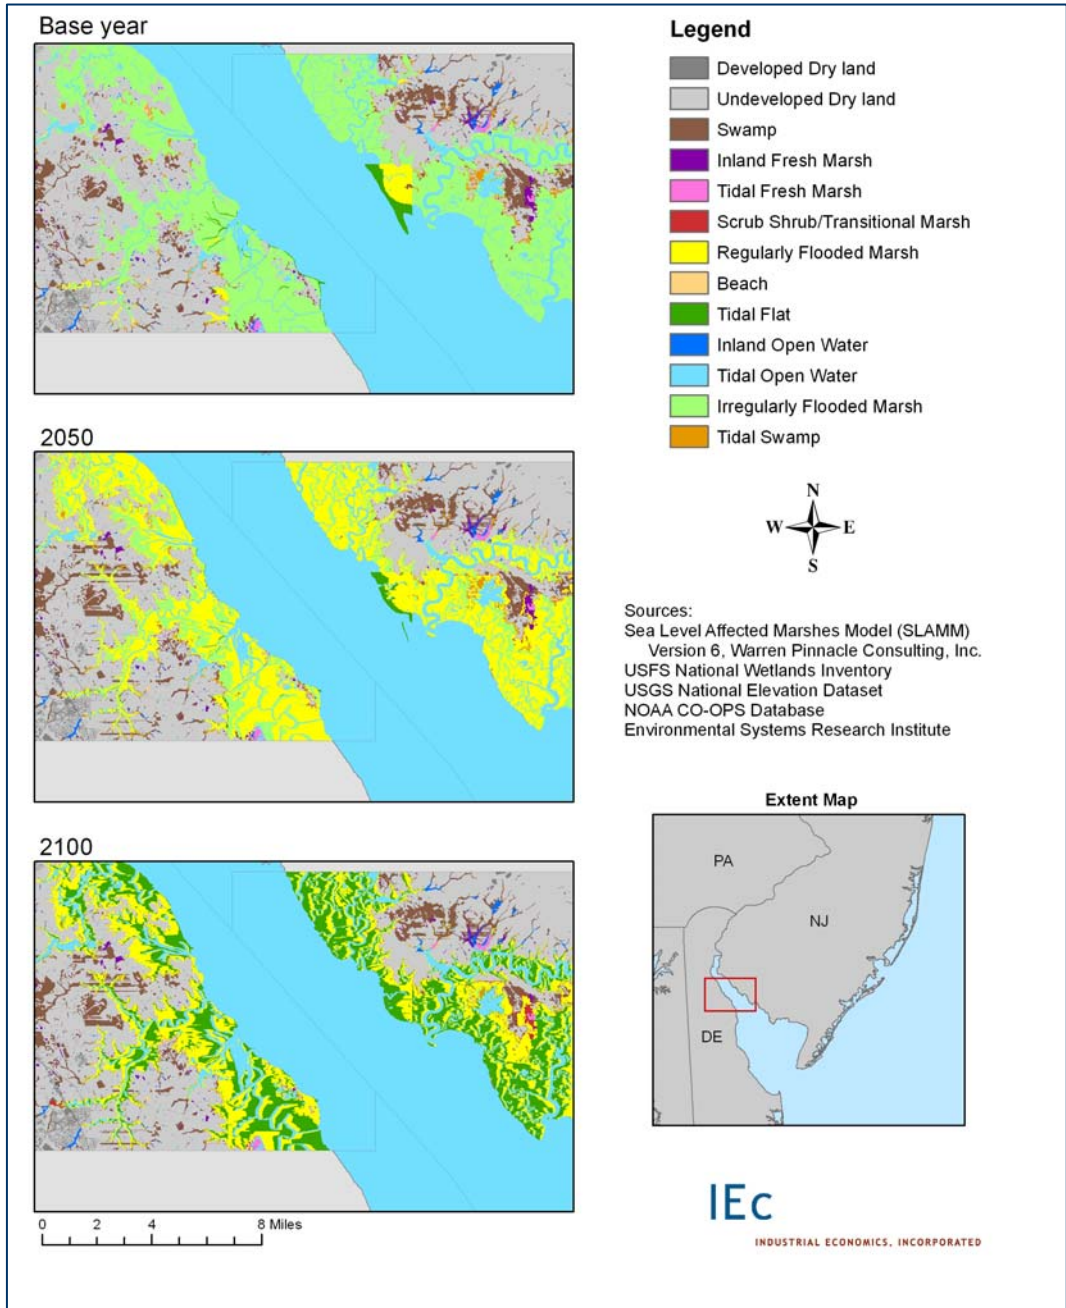 Base year
Legend
Developed Dry land
Undeveloped Dry land
Swamp
Inland Fresh Marsh
Tidal Fresh Marsh
Scrub Shrub/Transitional Marsh
Regularly Flooded Marsh
Beach
Tidal Flat
Inland Open Water
Tidal Open Water
Irregularly Flooded Marsh
Tidal Swamp
2050
N
W E
S
Sources:
Sea Level Affected Marshes Model (SLAMM)
Version 6, Warren Pinnacle Consulting, Inc.
USFS National Wetlands Inventory
USGS National Elevation Dataset
NOAA CO-OPS Database
Environmental Systems Research Institute
2100
0 2 4 8 Miles
Extent Map
PA
NJ
DE
IEc
INDUSTRIAL ECONOMICS, INCORPORATED